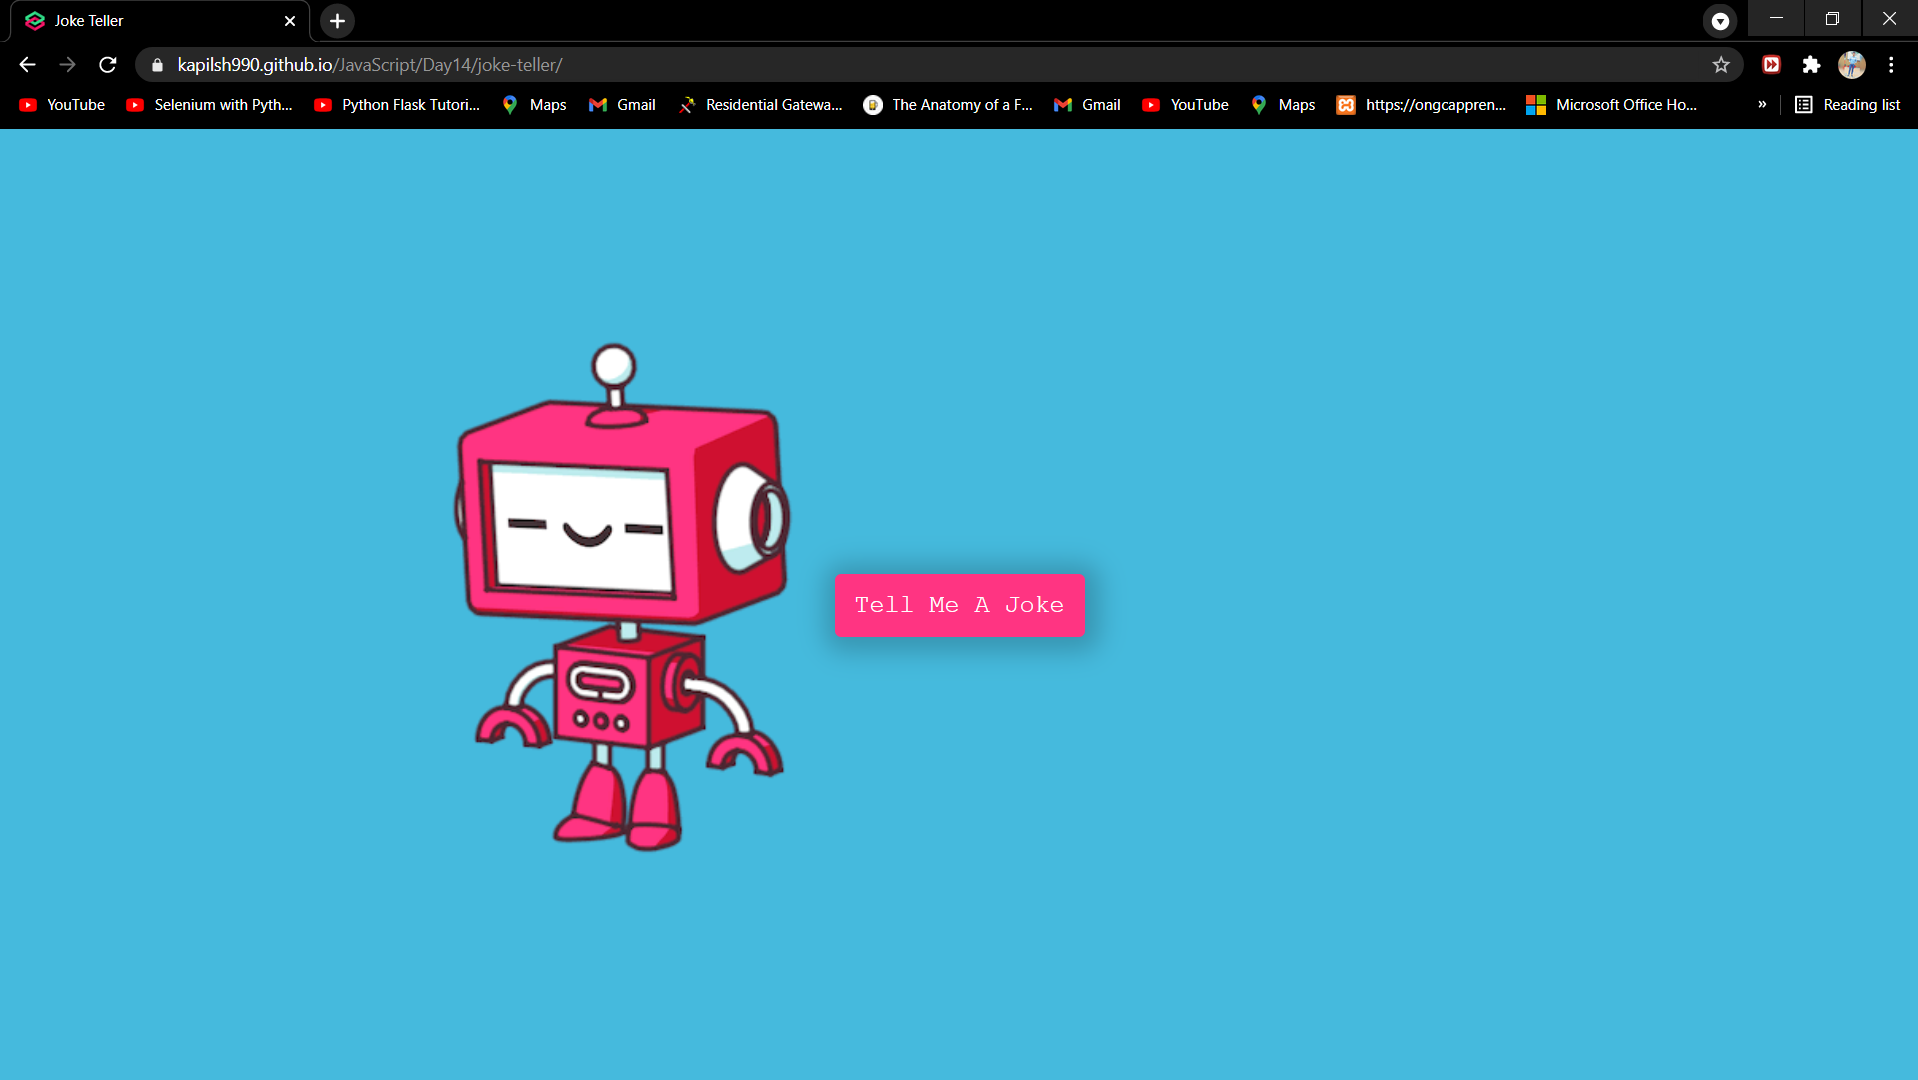 Joke Teller
kapilsh990.github.io/JavaScript/Day14/joke-teller/
YouTube Selenium with Pyth... Python Flask Tutori... Maps Gmail Residential Gatewa... The Anatomy of a F... Gmail YouTube Maps https://ongcappren... Microsoft Office Ho... » Reading list
Tell Me A Joke